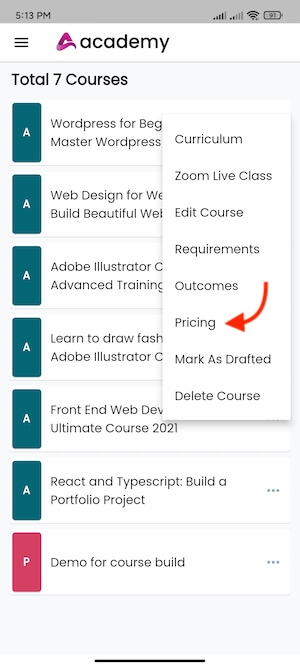 5:13 PM
91
academy
Total 7 Courses
A
Wordpress for Beg
Master Wordpress
A
Web Design for We
Build Beautiful Web
A
Adobe Illustrator C
Advanced Training
A
Learn to draw fash
Adobe Illustrator C
A
Front End Web Dev
Ultimate Course 2021
A
React and Typescript: Build a
Portfolio Project
P
Demo for course build
Curriculum
Zoom Live Class
Edit Course
Requirements
Outcomes
Pricing
Mark As Drafted
Delete Course